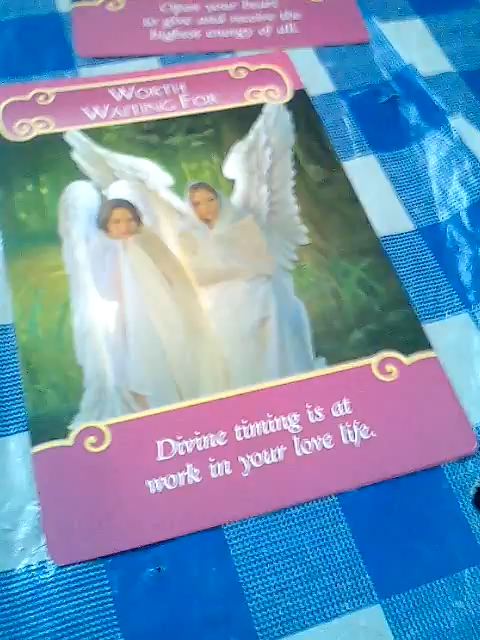 Open your heart
to give and receive the
highest energy of all.
WORTH
WAITING FOR
Divine timing is at
work in your love life.